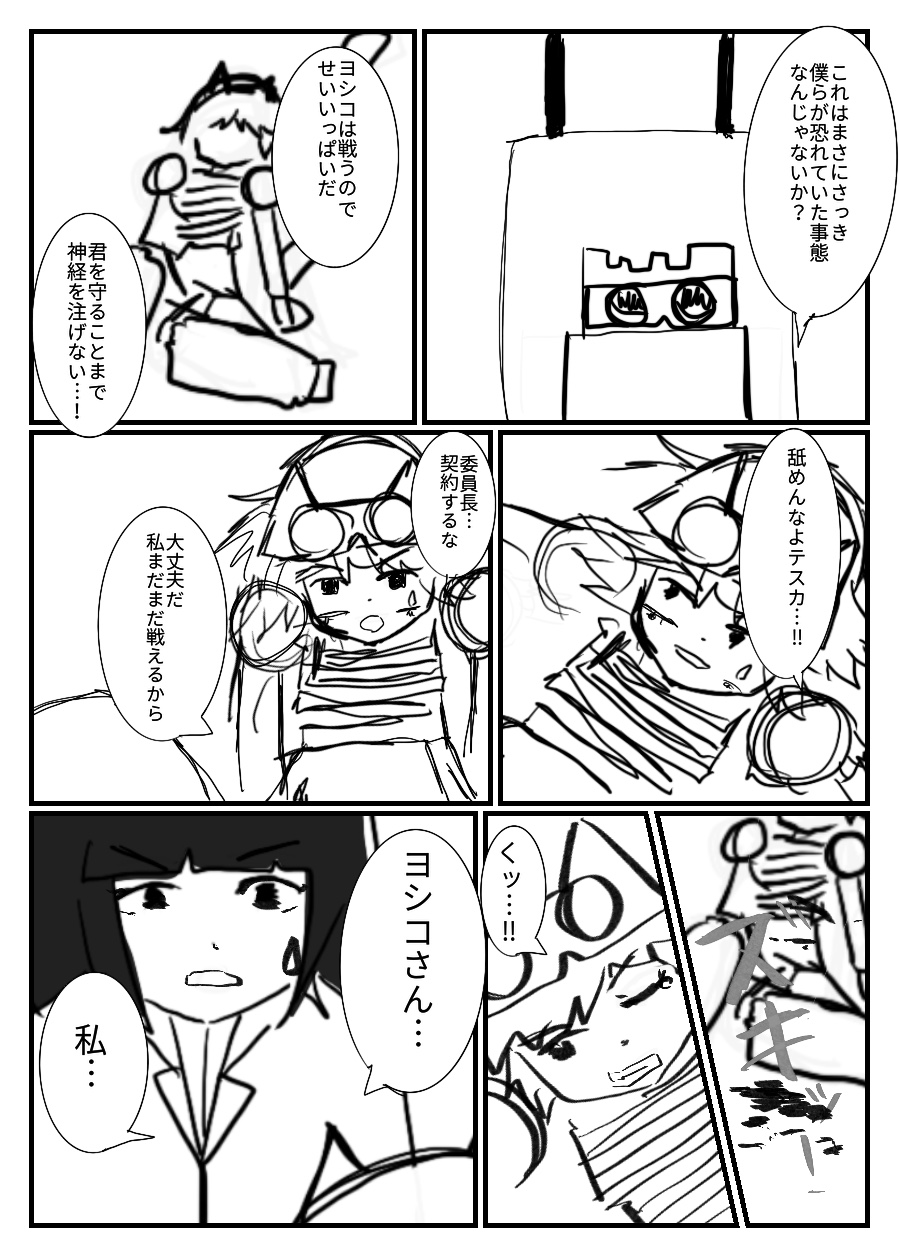 これはまさにさっき
僕らが恐れていた事態
なんじゃないか?
ヨシコは戦うので
せいいっぱいだ
君を守ることまで
神経を注げない…!
舐めんなよテスカ…!!
委員長…
契約するな
大丈夫だ
私まだまだ戦えるから
ズキッ…
くッ…!!
ヨシコさん…
私…